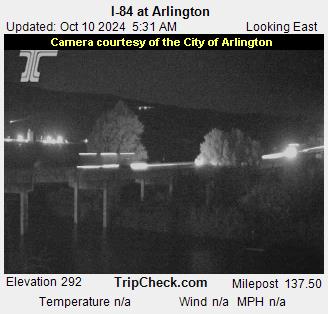 I-84 at Arlington
Updated: Oct 10 2024 5:31 AM Looking East
Camera courtesy of the City of Arlington
Elevation 292 TripCheck.com Milepost 137.50
Temperature n/a Wind n/a MPH n/a